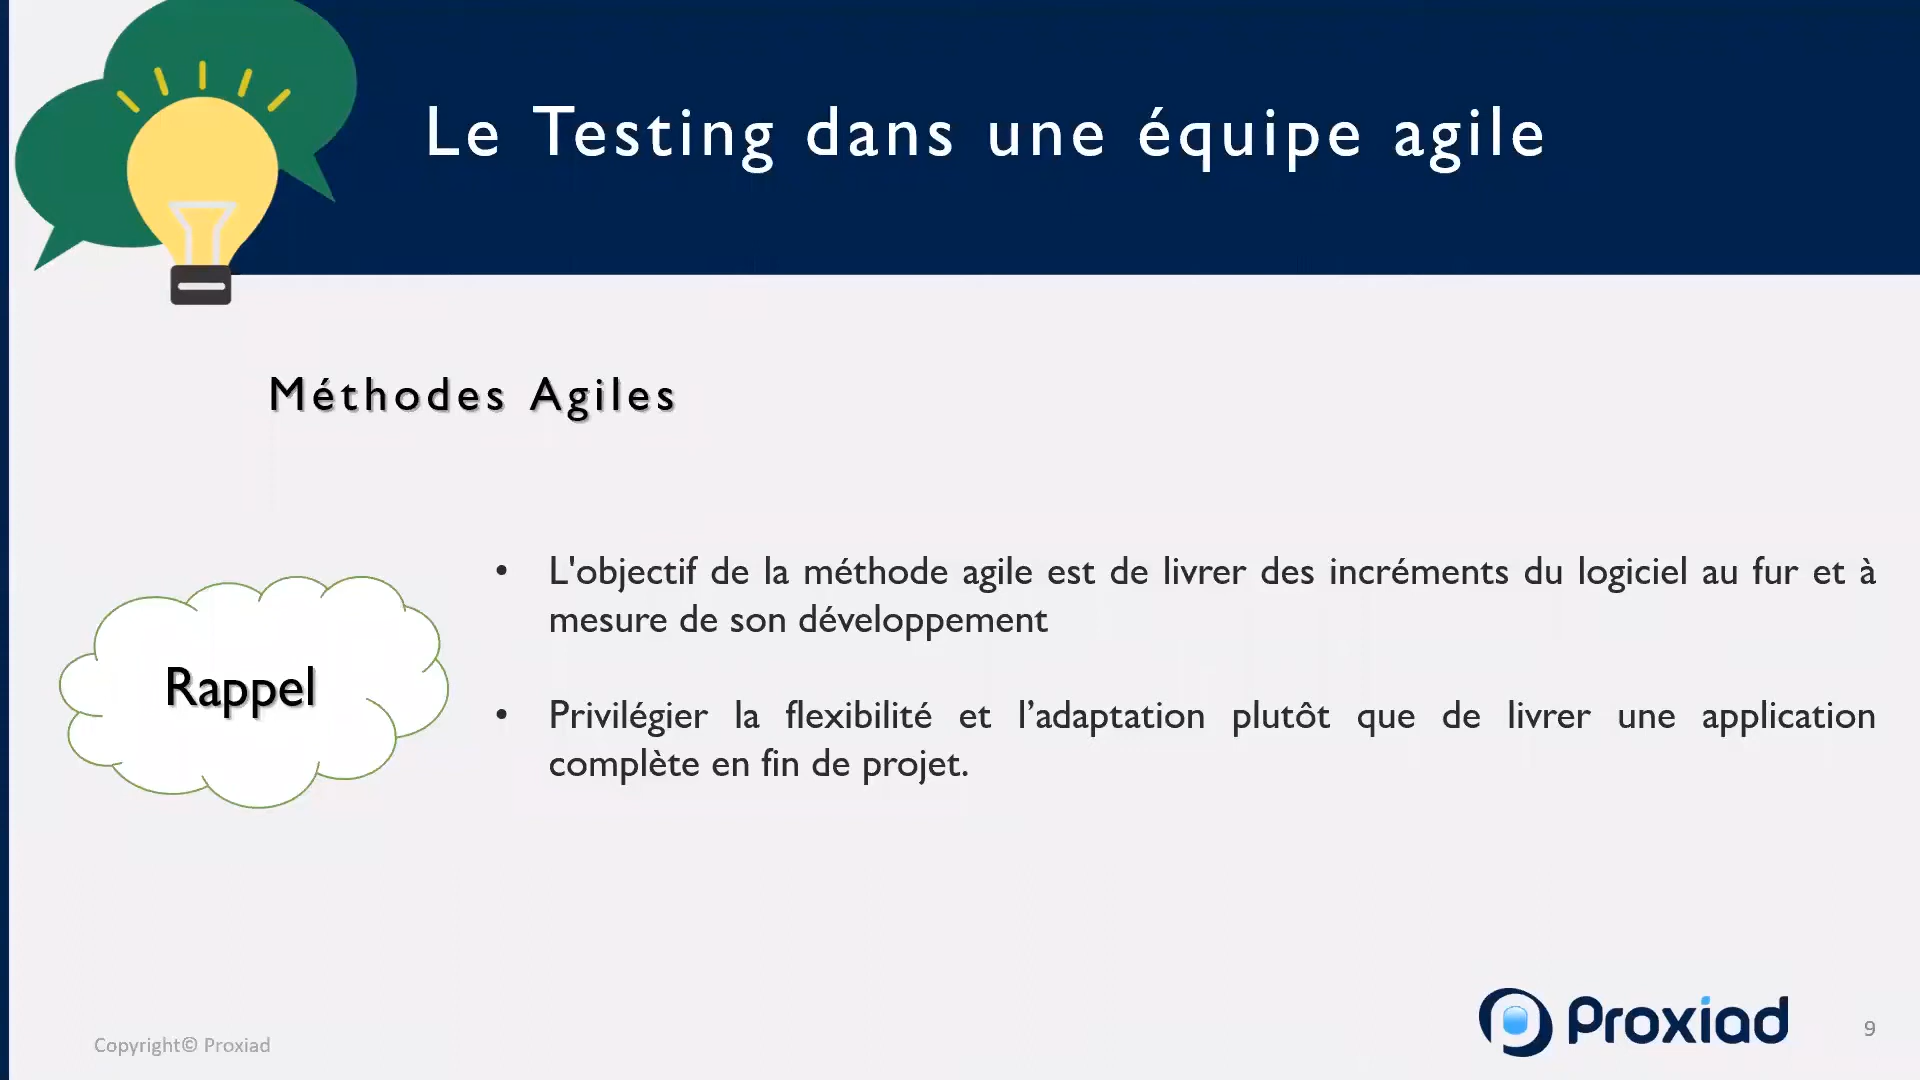 Le Testing dans une équipe agile
Méthodes Agiles
Rappel
• L'objectif de la méthode agile est de livrer des incréments du logiciel au fur et à
mesure de son développement
• Privilégier la flexibilité et l’adaptation plutôt que de livrer une application
complète en fin de projet.
Copyright© Proxiad
Proxiad
9